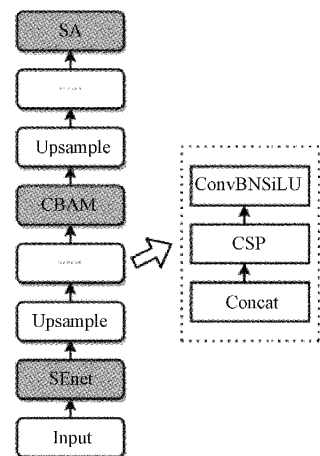 SA
......
Upsample
CBAM
......
Upsample
SEnet
Input
ConvBNSiLU
CSP
Concat